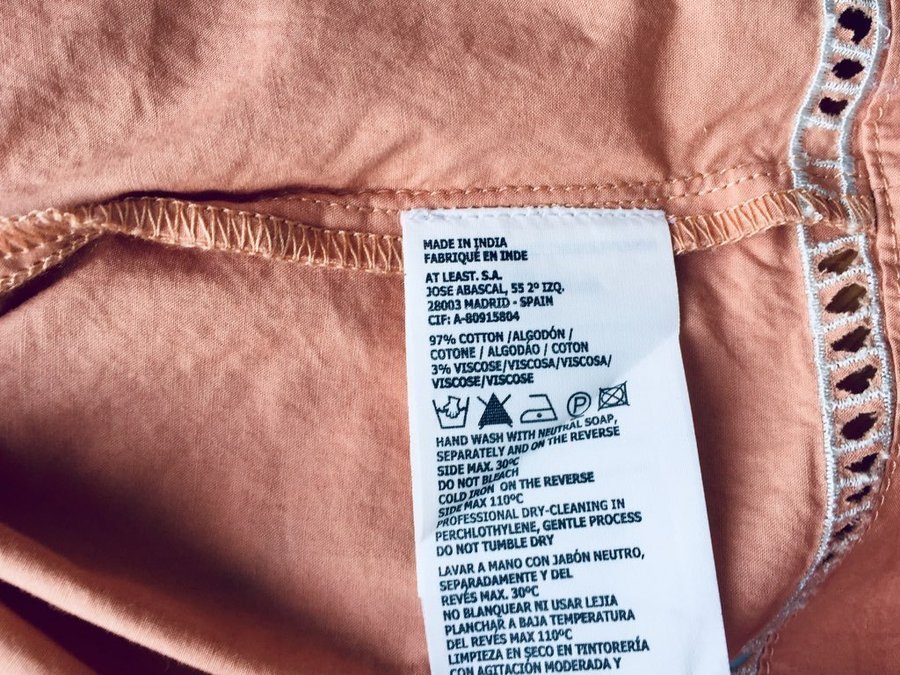 MADE IN INDIA
FABRIQUÉ EN INDE
AT LEAST. S.A.
JOSE ABASCAL, 55 2º IZQ.
28003 MADRID - SPAIN
CIF: A-80915804
97% COTTON /ALGODÓN /
COTONE / ALGODÃO / COTON
3% VISCOSE/VISCOSA/VISCOSA/
VISCOSE/VISCOSE
P
HAND WASH WITH NEUTRAL SOAP,
SEPARATELY AND ON THE REVERSE
SIDE MAX. 30ºC
DO NOT BLEACH
COLD IRON ON THE REVERSE
SIDE MAX 110ºC
PROFESSIONAL DRY-CLEANING IN
PERCHLOTHYLENE, GENTLE PROCESS
DO NOT TUMBLE DRY
LAVAR A MANO CON JABÓN NEUTRO,
SEPARADAMENTE Y DEL
REVÉS MAX. 30ºC
NO BLANQUEAR NI USAR LEJIA
PLANCHAR A BAJA TEMPERATURA
DEL REVÉS MAX 110ºC
LIMPIEZA EN SECO EN TINTORERÍA
CON AGITACIÓN MODERADA Y